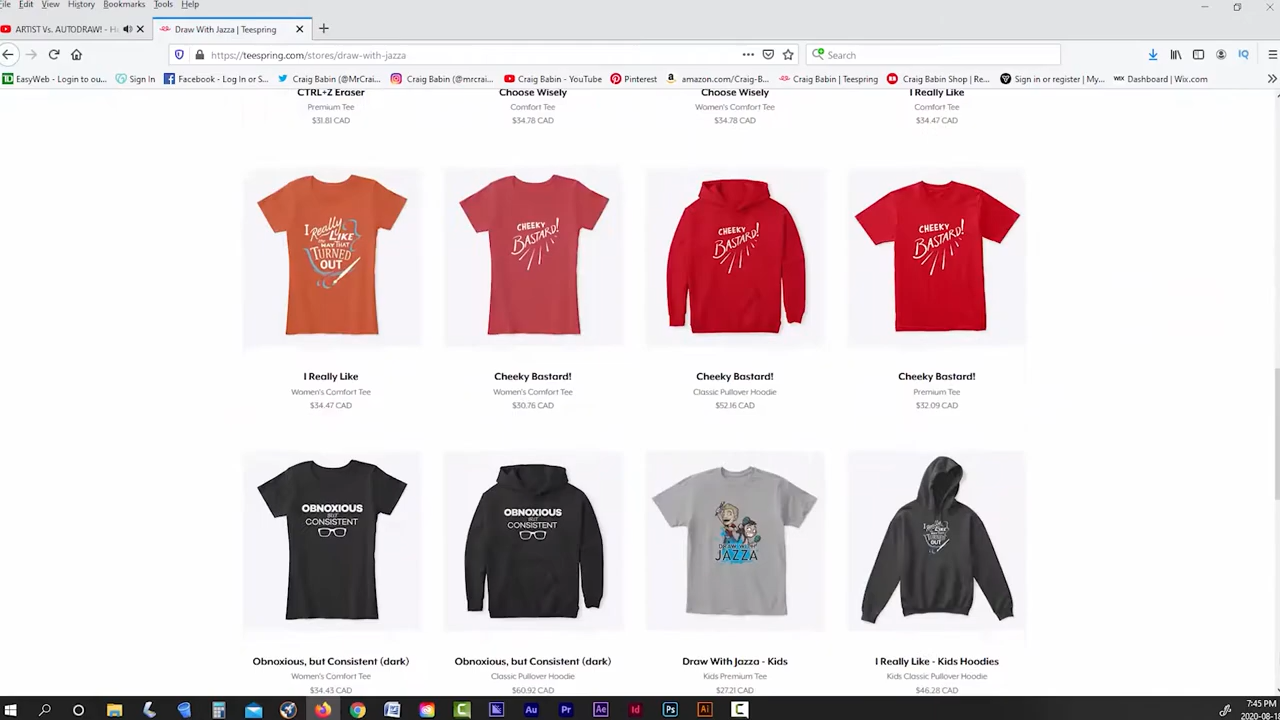 File Edit View History Bookmarks Tools Help
ARTIST Vs. AUTODRAW! - H
Draw With Jazza | Teespring
https://teespring.com/stores/draw-with-jazza
Search
EasyWeb - Login to ou... Sign In Facebook - Log In or S... Craig Babin (@MrCrai... Craig Babin (@mrcrai... Craig Babin - YouTube Pinterest amazon.com/Craig-B... Craig Babin | Teespring Craig Babin Shop | Re... Sign in or register | My... Dashboard | Wix.com
CTRL+Z Eraser
Premium Tee
$31.81 CAD
Choose Wisely
Comfort Tee
$34.78 CAD
Choose Wisely
Women's Comfort Tee
$34.78 CAD
I Really Like
Comfort Tee
$34.47 CAD
I Really
LIKE
THE
WAY THAT
TURNED
OUT
CHEEKY
BASTARD!
CHEEKY
BASTARD!
CHEEKY
BASTARD!
I Really Like
Women's Comfort Tee
$34.47 CAD
Cheeky Bastard!
Women's Comfort Tee
$30.76 CAD
Cheeky Bastard!
Classic Pullover Hoodie
$52.16 CAD
Cheeky Bastard!
Premium Tee
$32.09 CAD
OBNOXIOUS
BUT
CONSISTENT
OBNOXIOUS
BUT
CONSISTENT
DRAW WITH
JAZZA
I Really
LIKE
Obnoxious, but Consistent (dark)
Women's Comfort Tee
$34.43 CAD
Obnoxious, but Consistent (dark)
Classic Pullover Hoodie
$60.92 CAD
Draw With Jazza - Kids
Kids Premium Tee
$27.21 CAD
I Really Like - Kids Hoodies
Kids Classic Pullover Hoodie
$46.28 CAD
7:45 PM